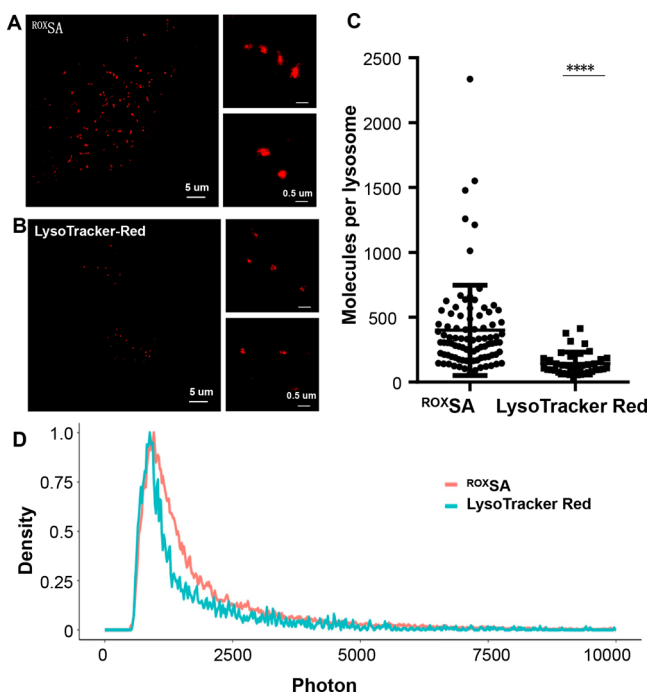 A
ROXSA
5 um
0.5 um
B
LysoTracker-Red
5 um
0.5 um
C
****
Molecules per lysosome
2500
2000
1500
1000
500
0
ROXSA
LysoTracker Red
D
Density
1.0
0.75
0.5
0.25
0
ROXSA
LysoTracker Red
0
2500
5000
7500
10000
Photon